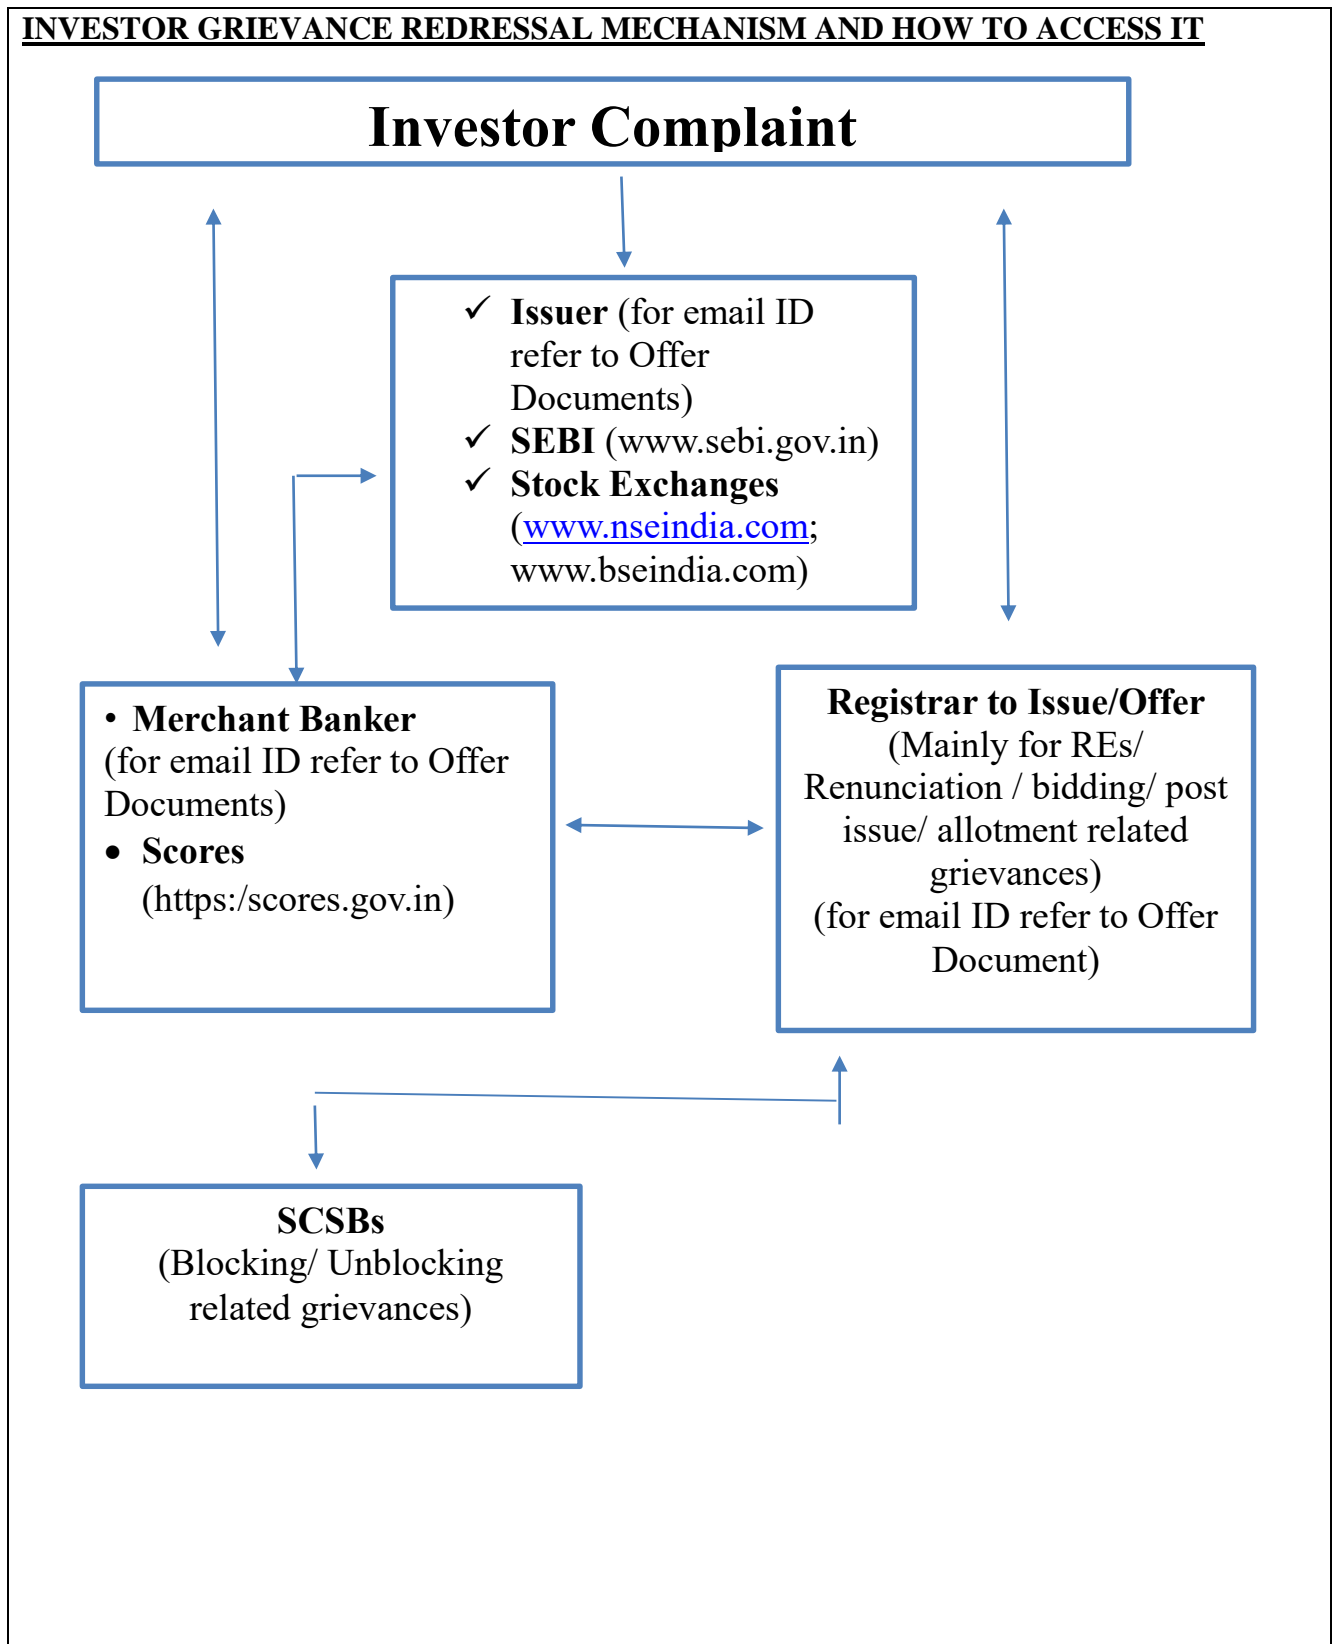 INVESTOR GRIEVANCE REDRESSAL MECHANISM AND HOW TO ACCESS IT
Investor Complaint
✓ Issuer (for email ID
refer to Offer
Documents)
✓ SEBI (www.sebi.gov.in)
✓ Stock Exchanges
(www.nseindia.com;
www.bseindia.com)
• Merchant Banker
(for email ID refer to Offer
Documents)
• Scores
(https:/scores.gov.in)
Registrar to Issue/Offer
(Mainly for REs/
Renunciation / bidding/ post
issue/ allotment related
grievances)
(for email ID refer to Offer
Document)
SCSBs
(Blocking/ Unblocking
related grievances)